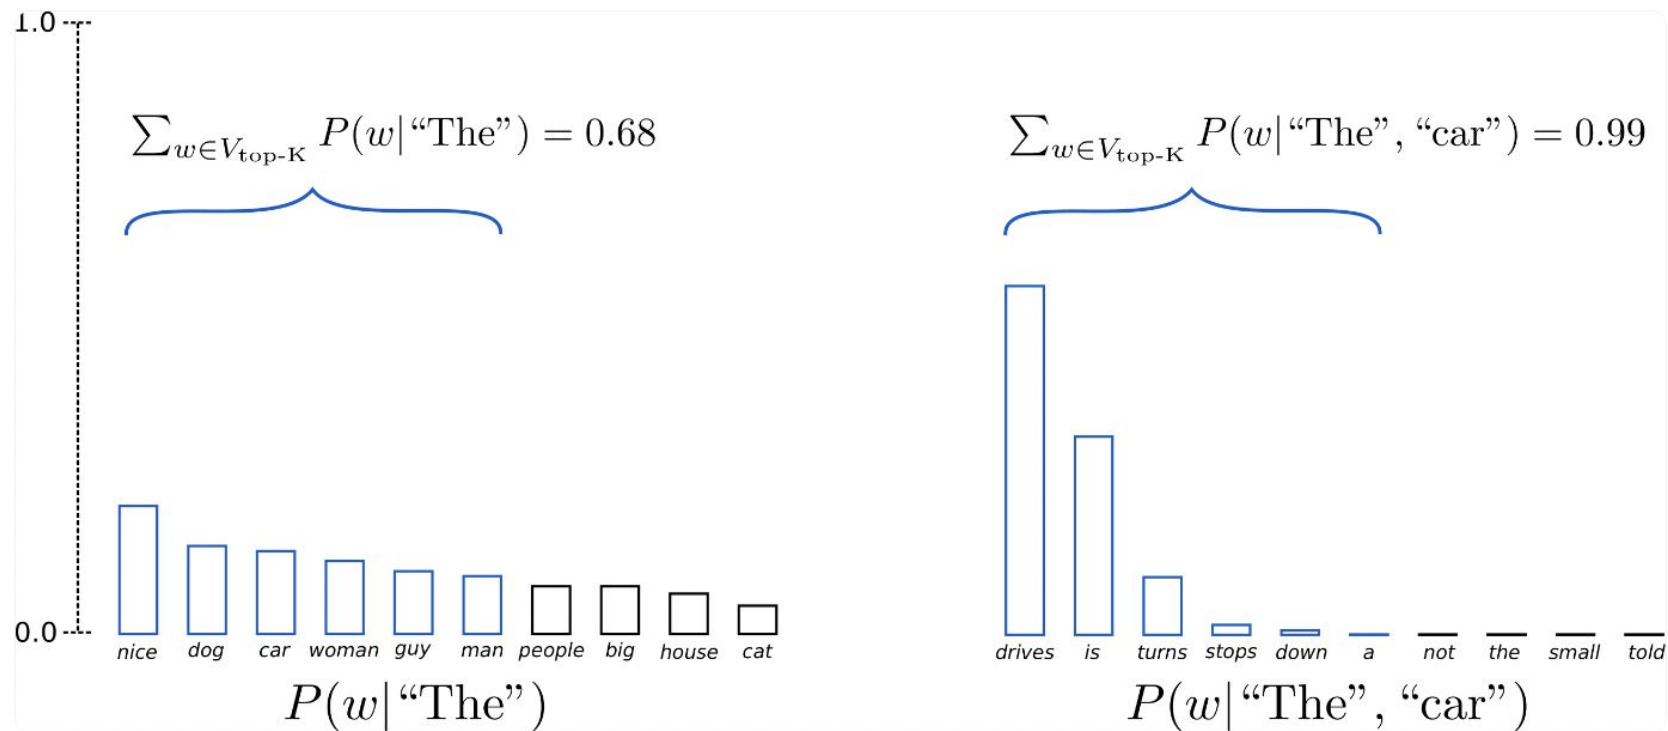 1.0
∑w∈Vtop-K P(w|“The”) = 0.68
∑w∈Vtop-K P(w|“The”, “car”) = 0.99
0.0
nice dog car woman guy man people big house cat
drives is turns stops down a not the small told
P(w|“The”)
P(w|“The”, “car”)